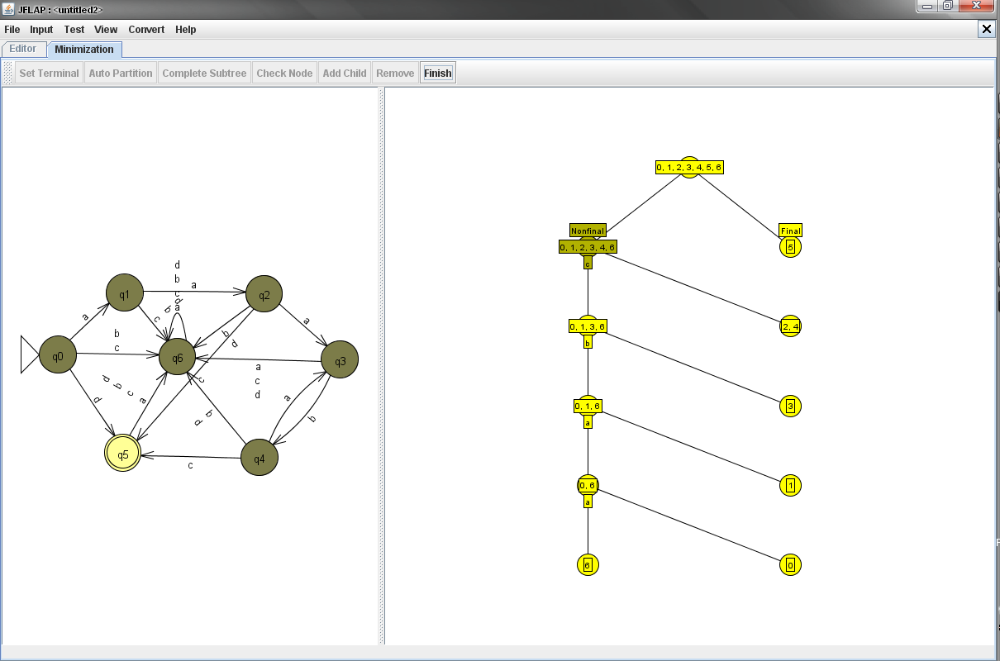 JFLAP : <untitled2>
File Input Test View Convert Help
Editor Minimization
Set Terminal Auto Partition Complete Subtree Check Node Add Child Remove Finish
0, 1, 2, 3, 4, 5, 6
Nonfinal Final
0, 1, 2, 3, 4, 6 5
c
d
b
c
a
q1 a q2
b d
a
a c
a
0, 1, 3, 6 2, 4
b
b
c
b
d
q0 q6 q3
a
c
d
c
d
b
c
a
d
0, 1, 6 3
a
a
b
d
b
q5 q4
c
0, 6 1
a
6 0